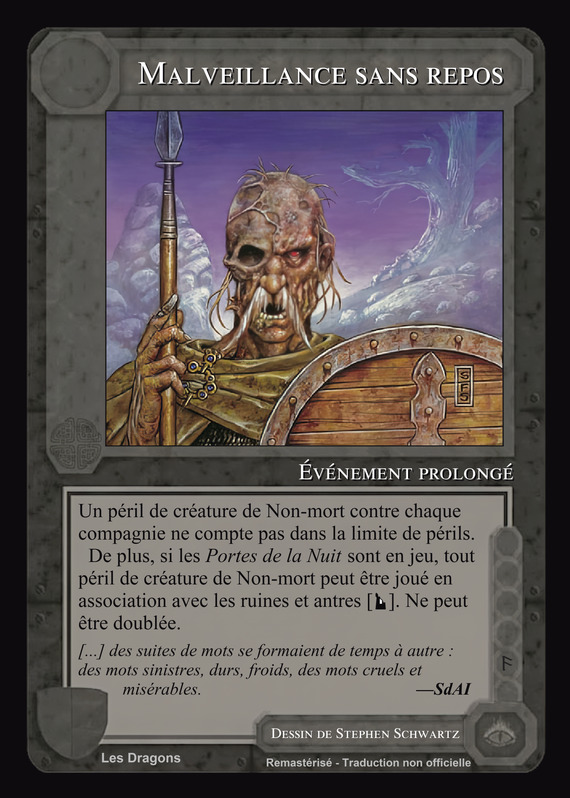 Malveillance sans repos
SFS
Événement prolongé
Un péril de créature de Non-mort contre chaque
compagnie ne compte pas dans la limite de périls.
De plus, si les Portes de la Nuit sont en jeu, tout
péril de créature de Non-mort peut être joué en
association avec les ruines et antres [ ]. Ne peut
être doublée.
[...] des suites de mots se formaient de temps à autre :
des mots sinistres, durs, froids, des mots cruels et
misérables. —SdAI
Dessin de Stephen Schwartz
Les Dragons
Remastérisé - Traduction non officielle